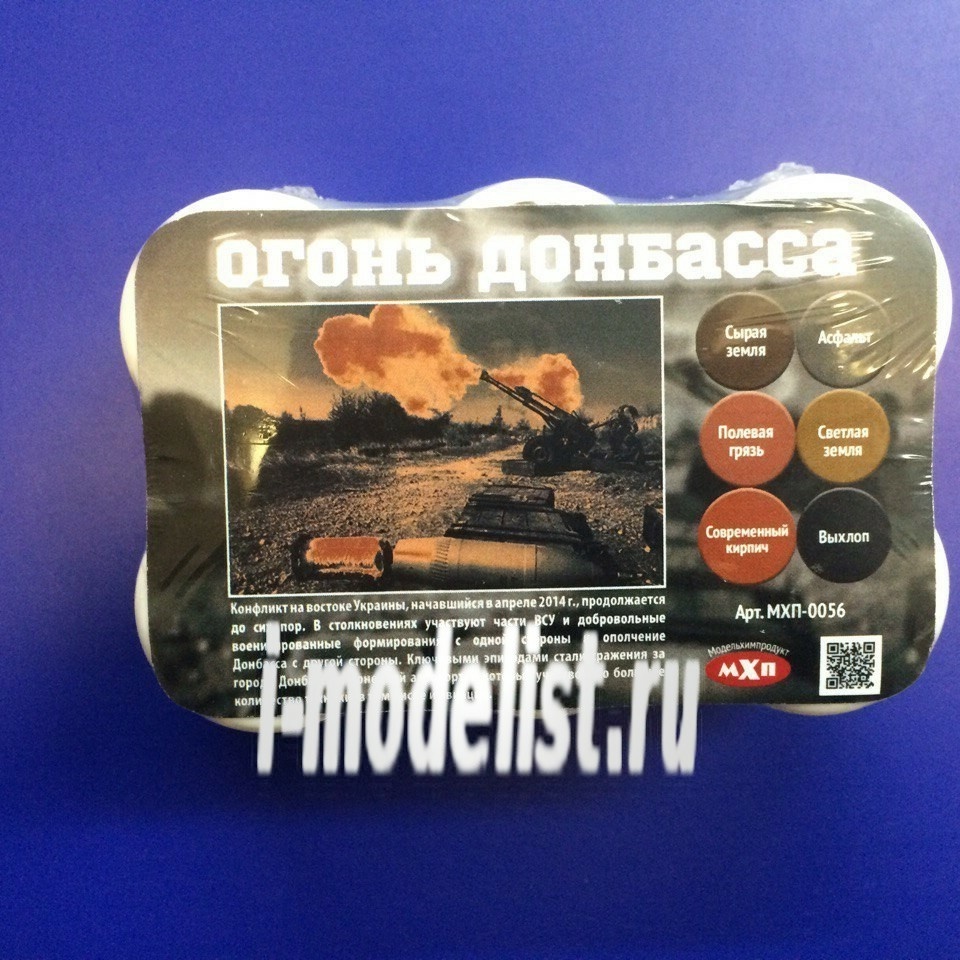 огонь донбасса
Сырая
земля
Асфальт
Полевая
грязь
Светлая
земля
Современный
кирпич
Выхлоп
Арт. МХП-0056
Модельхимпродукт
МХП
Конфликт на востоке Украины, начавшийся в апреле 2014 г., продолжается
до сих пор. В столкновениях участвуют части ВСУ и добровольные
военизированные формирования с одной стороны ополчение
Донбасса с другой стороны. Ключевыми эпизодами стали сражения за
города
количество
i-modelist.ru